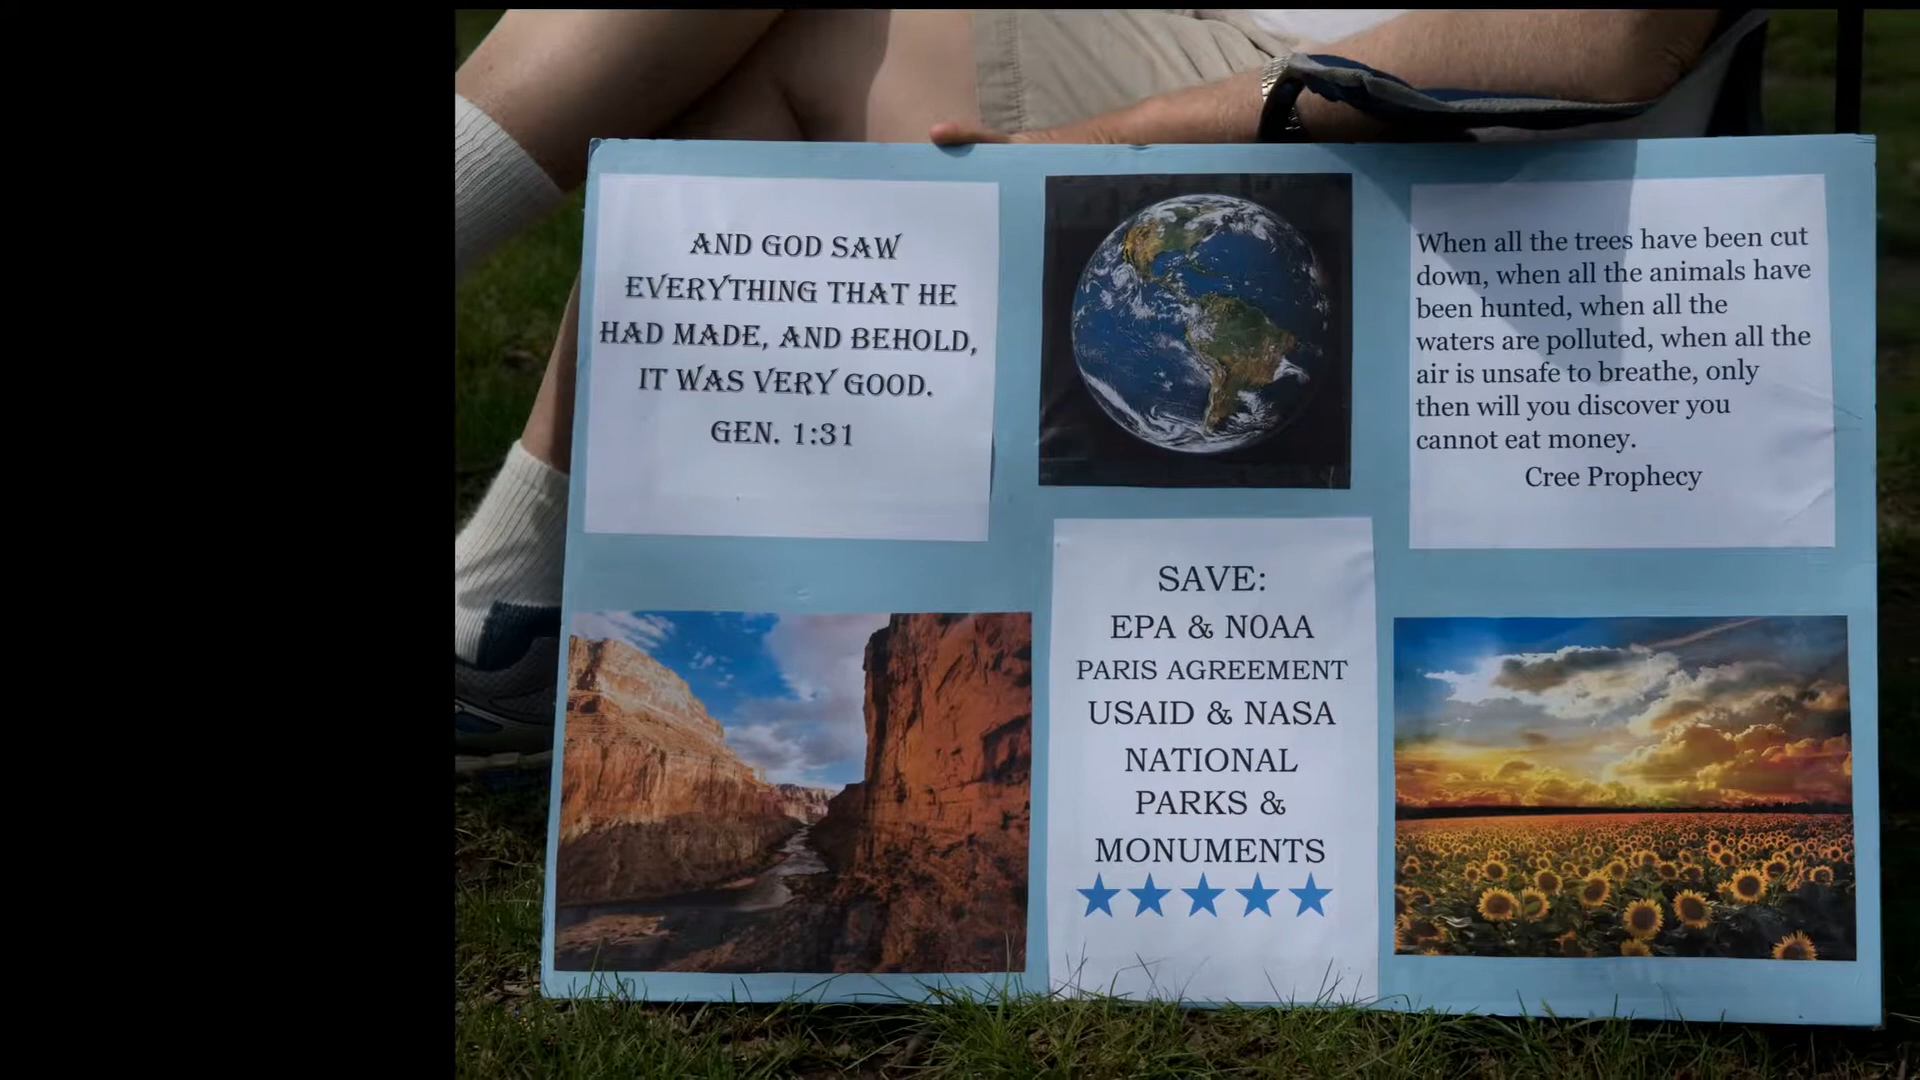 AND GOD SAW
EVERYTHING THAT HE
HAD MADE, AND BEHOLD,
IT WAS VERY GOOD.
GEN. 1:31
When all the trees have been cut
down, when all the animals have
been hunted, when all the
waters are polluted, when all the
air is unsafe to breathe, only
then will you discover you
cannot eat money.
Cree Prophecy
SAVE:
EPA & NOAA
PARIS AGREEMENT
USAID & NASA
NATIONAL
PARKS &
MONUMENTS